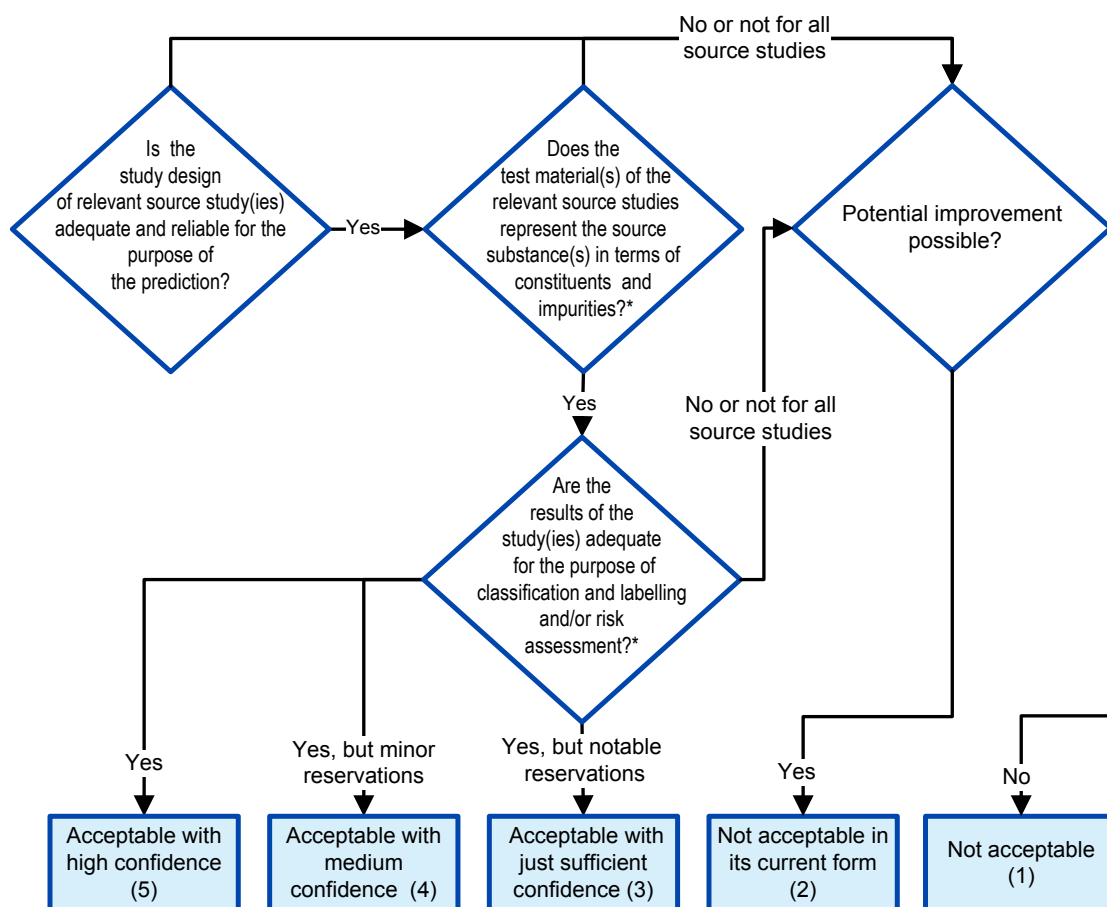 No or not for all
source studies
Is the
study design
of relevant source study(ies)
adequate and reliable for the
purpose of
the prediction?
Yes
Does the
test material(s) of the
relevant source studies
represent the source
substance(s) in terms of
constituents and
impurities?*
Potential improvement
possible?
Yes
No or not for all
source studies
Are the
results of the
study(ies) adequate
for the purpose of
classification and labelling
and/or risk
assessment?*
Yes
Yes, but minor
reservations
Yes, but notable
reservations
Yes
No
Acceptable with
high confidence
(5)
Acceptable with
medium
confidence (4)
Acceptable with
just sufficient
confidence (3)
Not acceptable in
its current form
(2)
Not acceptable
(1)